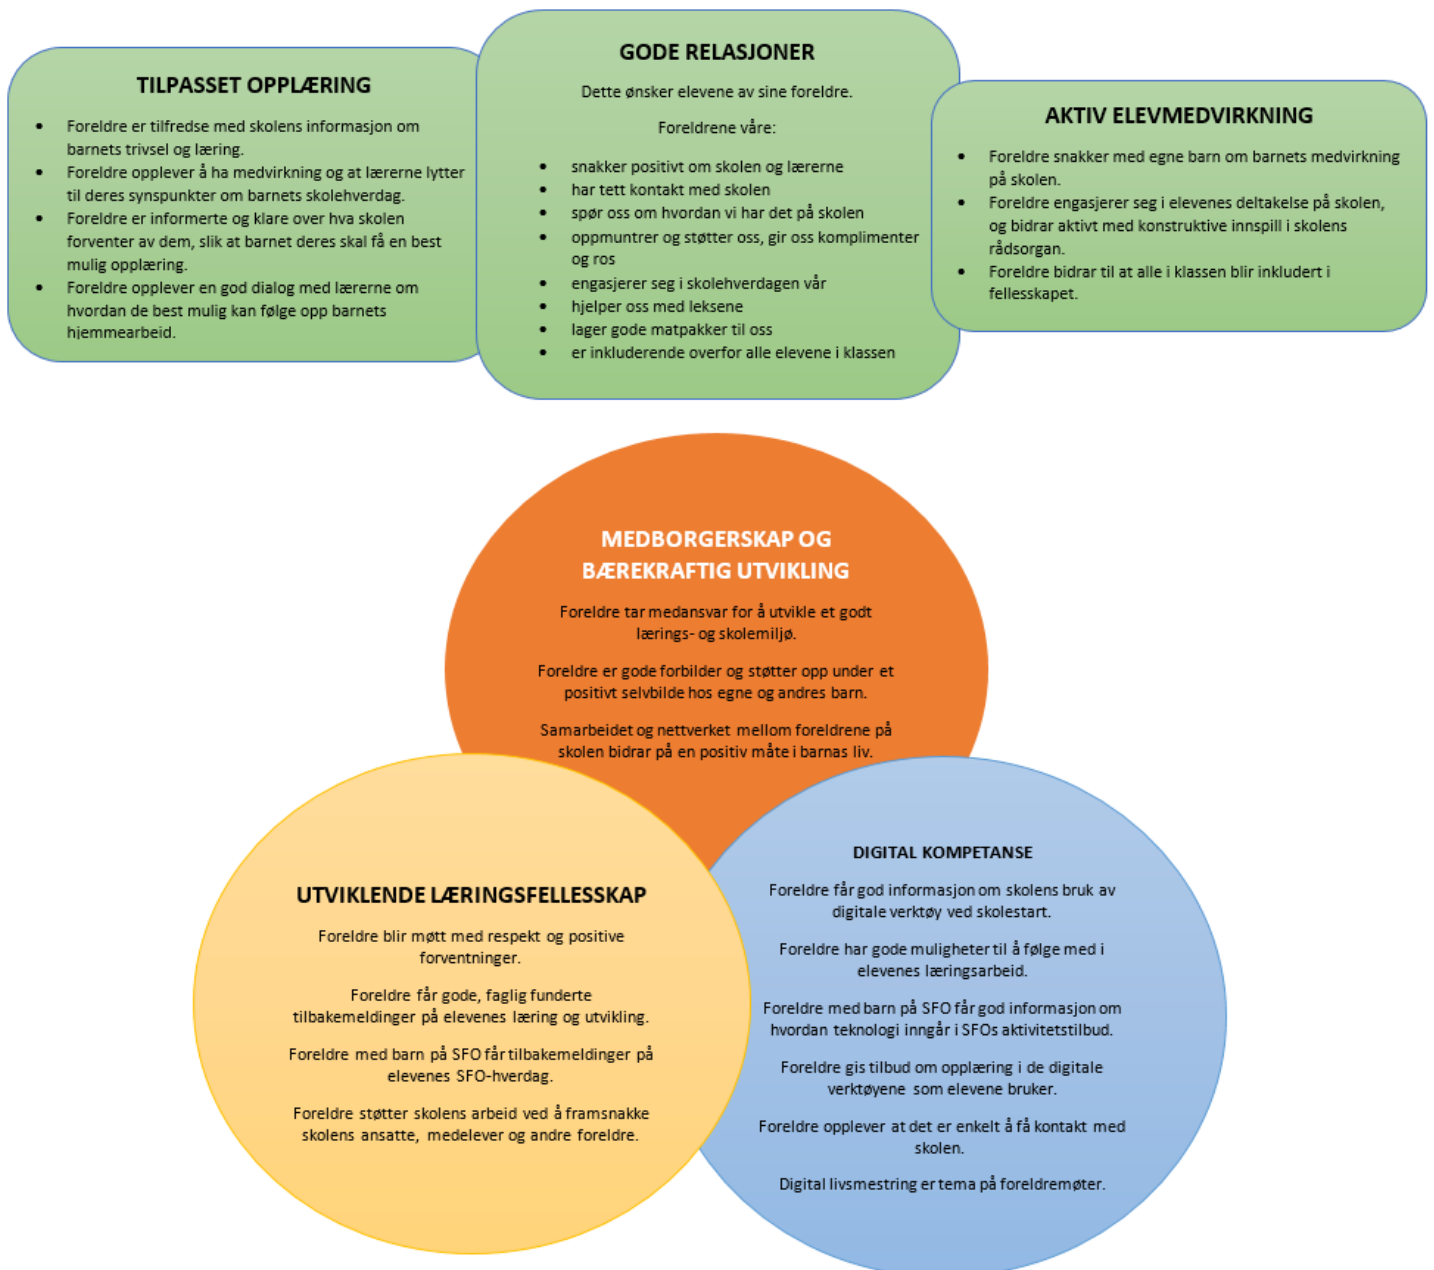 TILPASSET OPPLÆRING
• Foreldre er tilfredse med skolens informasjon om
barnets trivsel og læring.
• Foreldre opplever å ha medvirkning og at lærerne lytter
til deres synspunkter om barnets skolehverdag.
• Foreldre er informerte og klare over hva skolen
forventer av dem, slik at barnet deres skal få en best
mulig opplæring.
• Foreldre opplever en god dialog med lærerne om
hvordan de best mulig kan følge opp barnets
hjemmearbeid.
GODE RELASJONER
Dette ønsker elevene av sine foreldre.
Foreldrene våre:
• snakker positivt om skolen og lærerne
• har tett kontakt med skolen
• spør oss om hvordan vi har det på skolen
• oppmuntrer og støtter oss, gir oss komplimenter
og ros
• engasjerer seg i skolehverdagen vår
• hjelper oss med leksene
• lager gode matpakker til oss
• er inkluderende overfor alle elevene i klassen
AKTIV ELEVMEDVIRKNING
• Foreldre snakker med egne barn om barnets medvirkning
på skolen.
• Foreldre engasjerer seg i elevenes deltakelse på skolen,
og bidrar aktivt med konstruktive innspill i skolens
rådsorgan.
• Foreldre bidrar til at alle i klassen blir inkludert i
fellesskapet.
MEDBORGERSKAP OG
BÆREKRAFTIG UTVIKLING
Foreldre tar medansvar for å utvikle et godt
lærings- og skolemiljø.
Foreldre er gode forbilder og støtter opp under et
positivt selvbilde hos egne og andres barn.
Samarbeidet og nettverket mellom foreldrene på
skolen bidrar på en positiv måte i barnas liv.
UTVIKLENDE LÆRINGSFELLESSKAP
Foreldre blir møtt med respekt og positive
forventninger.
Foreldre får gode, faglig funderte
tilbakemeldinger på elevenes læring og utvikling.
Foreldre med barn på SFO får tilbakemeldinger på
elevenes SFO-hverdag.
Foreldre støtter skolens arbeid ved å framsnakke
skolens ansatte, medelever og andre foreldre.
DIGITAL KOMPETANSE
Foreldre får god informasjon om skolens bruk av
digitale verktøy ved skolestart.
Foreldre har gode muligheter til å følge med i
elevenes læringsarbeid.
Foreldre med barn på SFO får god informasjon om
hvordan teknologi inngår i SFOs aktivitetstilbud.
Foreldre gis tilbud om opplæring i de digitale
verktøyene som elevene bruker.
Foreldre opplever at det er enkelt å få kontakt med
skolen.
Digital livsmestring er tema på foreldremøter.